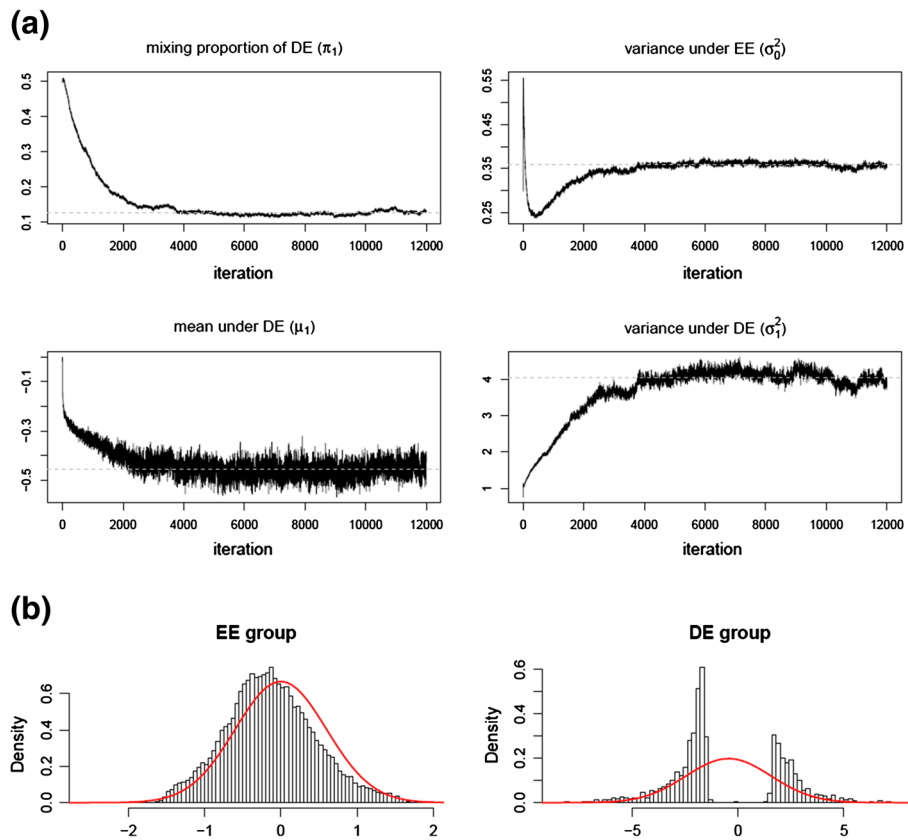 (a)
mixing proportion of DE (π₁)
0.5
0.4
0.3
0.2
0.1
0 2000 4000 6000 8000 10000 12000
iteration
variance under EE (σ₀²)
0.55
0.45
0.35
0.25
0 2000 4000 6000 8000 10000 12000
iteration
mean under DE (μ₁)
-0.1
-0.3
-0.5
0 2000 4000 6000 8000 10000 12000
iteration
variance under DE (σ₁²)
4
3
2
1
0 2000 4000 6000 8000 10000 12000
iteration
(b)
EE group
Density
0.6
0.4
0.2
0.0
−2 −1 0 1 2
DE group
Density
0.6
0.4
0.2
0.0
−5 0 5